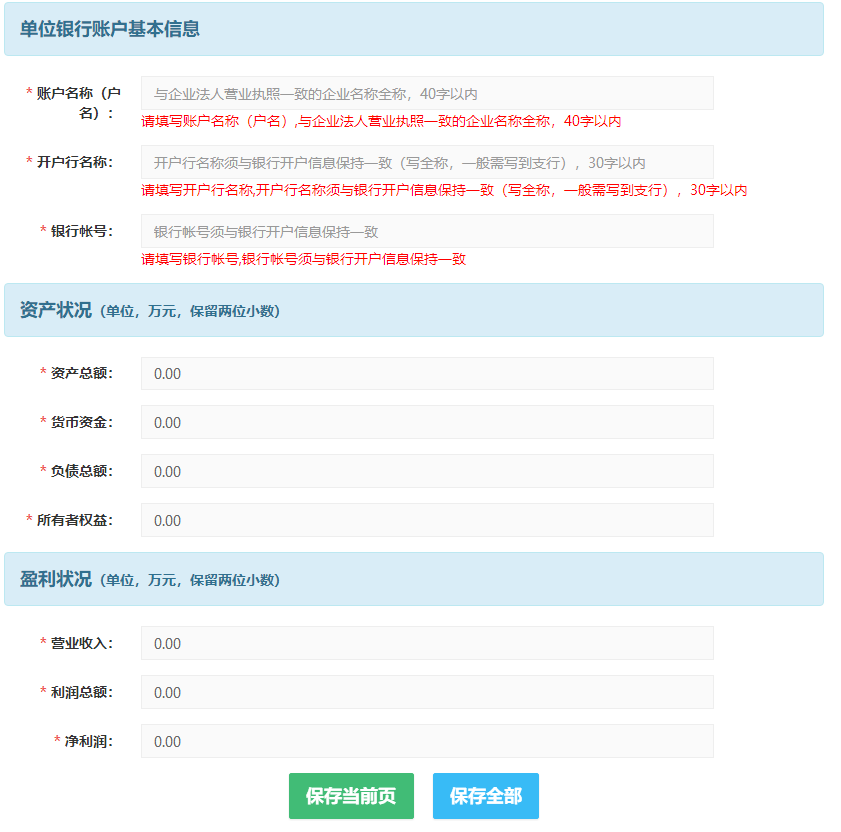 单位银行账户基本信息
* 账户名称（户
名）：
与企业法人营业执照一致的企业名称全称，40字以内
请填写账户名称（户名）,与企业法人营业执照一致的企业名称全称，40字以内
* 开户行名称：
开户行名称须与银行开户信息保持一致（写全称，一般需写到支行），30字以内
请填写开户行名称,开户行名称须与银行开户信息保持一致（写全称，一般需写到支行），30字以内
* 银行帐号：
银行帐号须与银行开户信息保持一致
请填写银行帐号,银行帐号须与银行开户信息保持一致
资产状况（单位，万元，保留两位小数）
* 资产总额： 0.00
* 货币资金： 0.00
* 负债总额： 0.00
* 所有者权益： 0.00
盈利状况（单位，万元，保留两位小数）
* 营业收入： 0.00
* 利润总额： 0.00
* 净利润： 0.00
保存当前页 保存全部